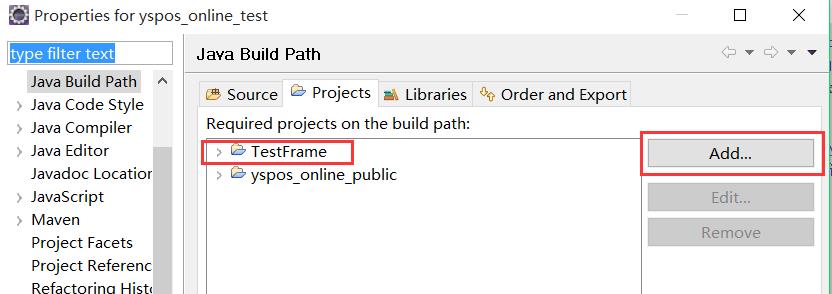 Properties for yspos_online_test
type filter text
Java Build Path
Java Code Style
Java Compiler
Java Editor
Javadoc Location
JavaScript
Maven
Project Facets
Project Referenc
Refactoring Histo
Java Build Path
Source
Projects
Libraries
Order and Export
Required projects on the build path:
TestFrame
yspos_online_public
Add...
Edit...
Remove